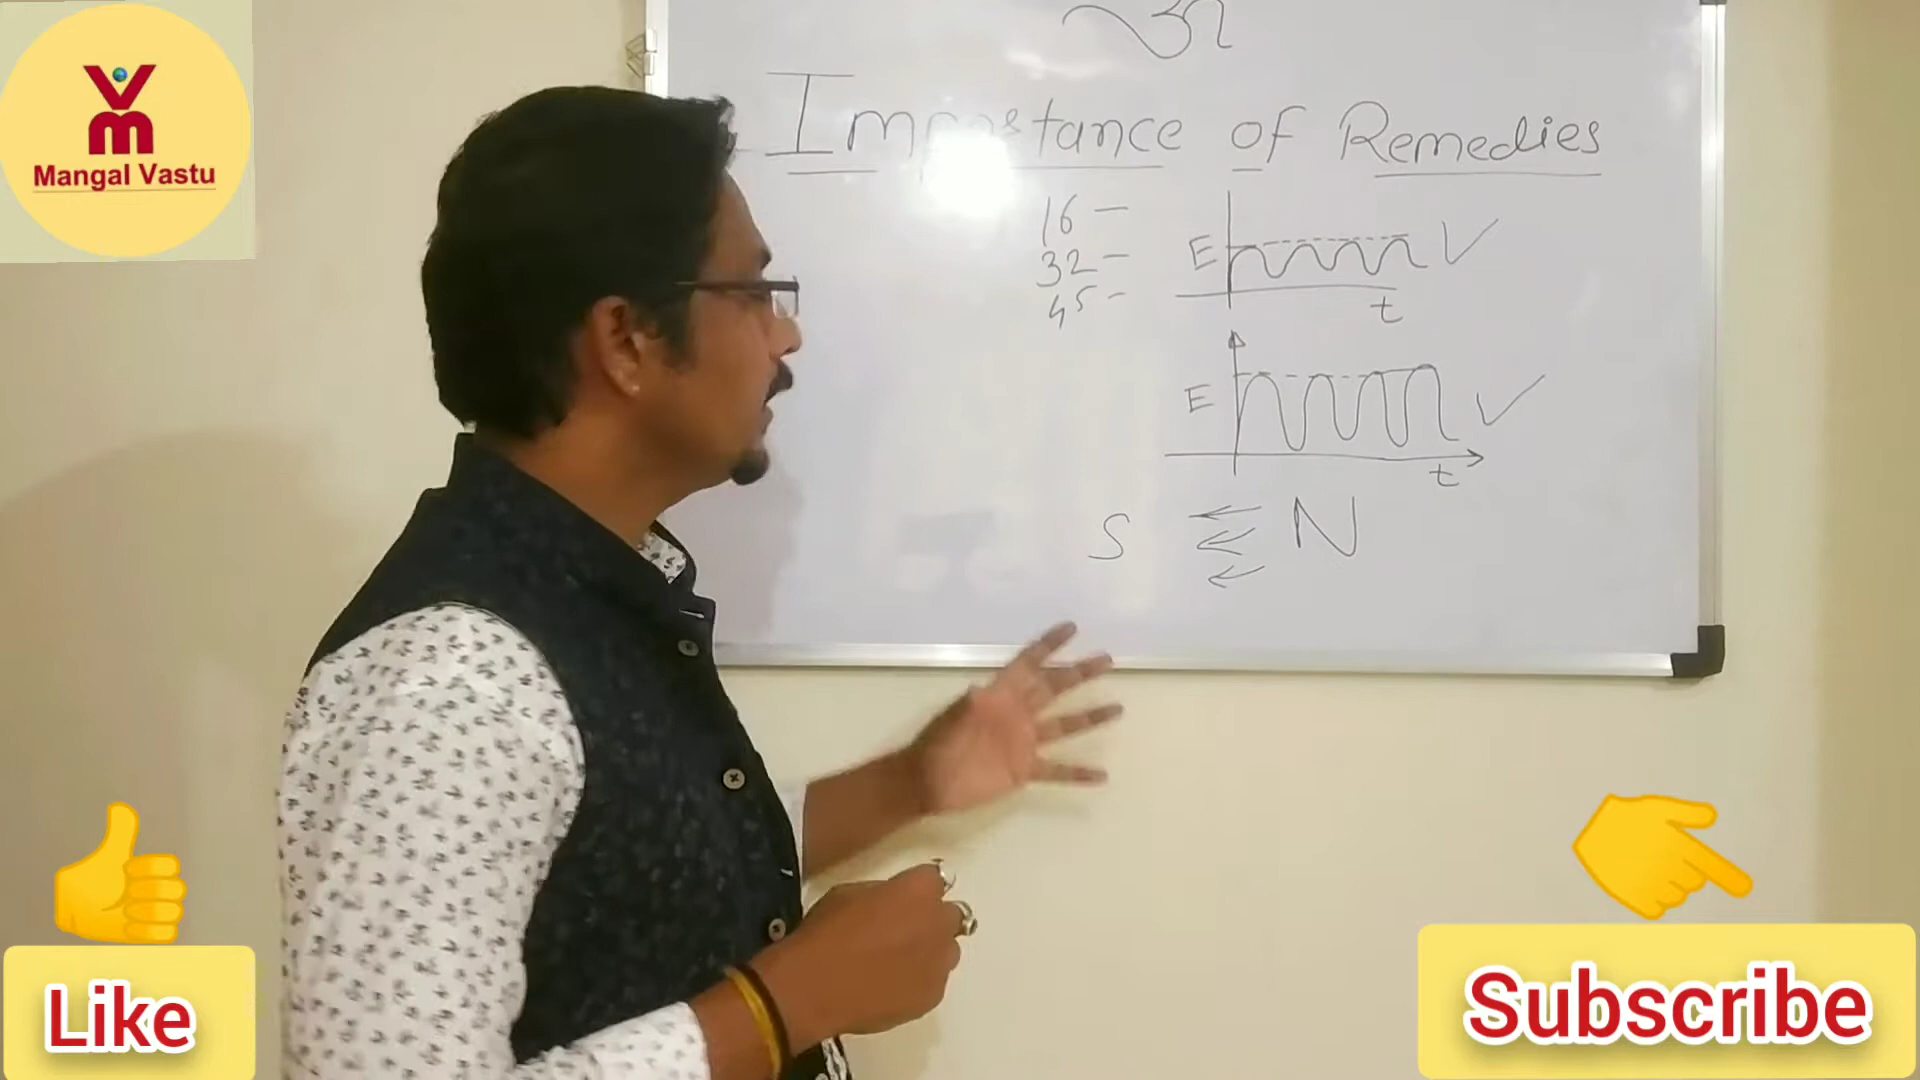 Mangal Vastu
Importance of Remedies
16 -
32 -
45 -
E
t
E
t
S N
Like
Subscribe